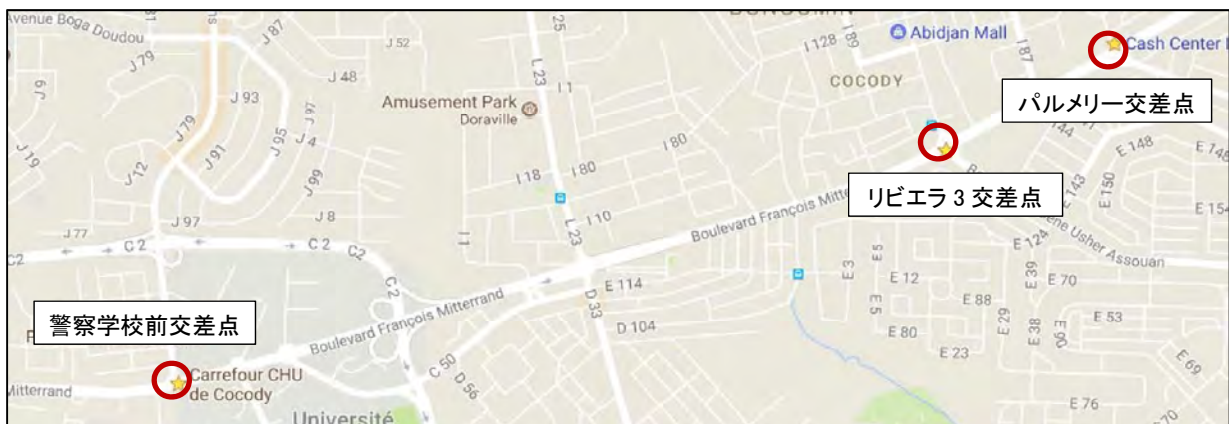 Avenue Boga Doudou
J 87
J 52
25
L 23
I 1
J 79
J 48
J 9
J 93
J 97
J 79
J 4
J 95
J 91
J 19
J 12
J 99
J 97
J 8
J 77
C 2
C2
C 2
C 2
C 2
Amusement Park
Doraville
I 18
I 80
I 80
I 10
I 1
L 23
I 128
I 89
Abidjan Mall
I 87
COCODY
Cash Center
パルメリー交差点
144
E 148
E 146
E 143
E 150
E 154
リビエラ 3 交差点
Boulevard François Mitterrand
E 124
Usher Assouan
E 3
E 5
E 12
E 39
E 70
E 114
D 33
D 104
E 5
E 88
E 80
E 23
E 29
E 38
E 90
E 53
E 69
E 76
E 70
警察学校前交差点
Boulevard François Mitterrand
C 50
D 56
Mitterrand
Carrefour CHU
de Cocody
Université